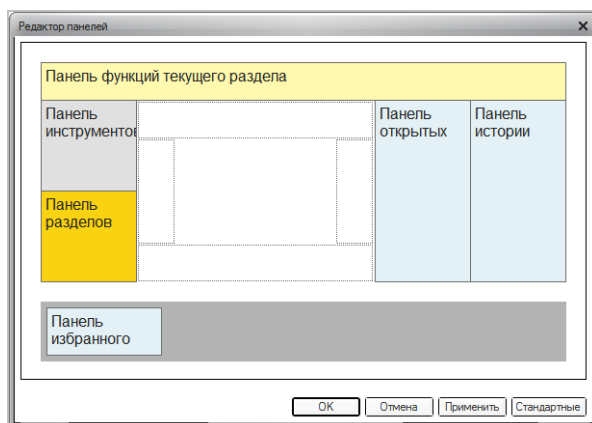 Редактор панелей
Панель функций текущего раздела
Панель
инструментов
Панель
открытых
Панель
истории
Панель
разделов
Панель
избранного
OK
Отмена
Применить
Стандартные